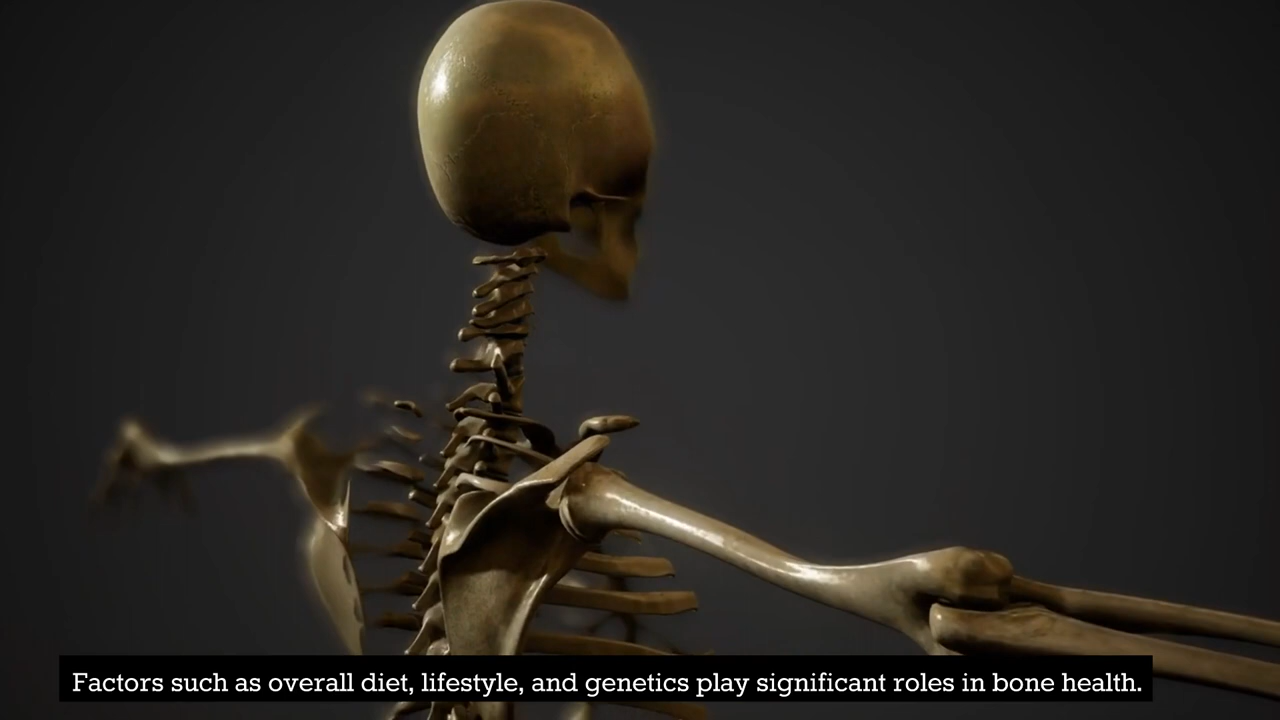 Factors such as overall diet, lifestyle, and genetics play significant roles in bone health.